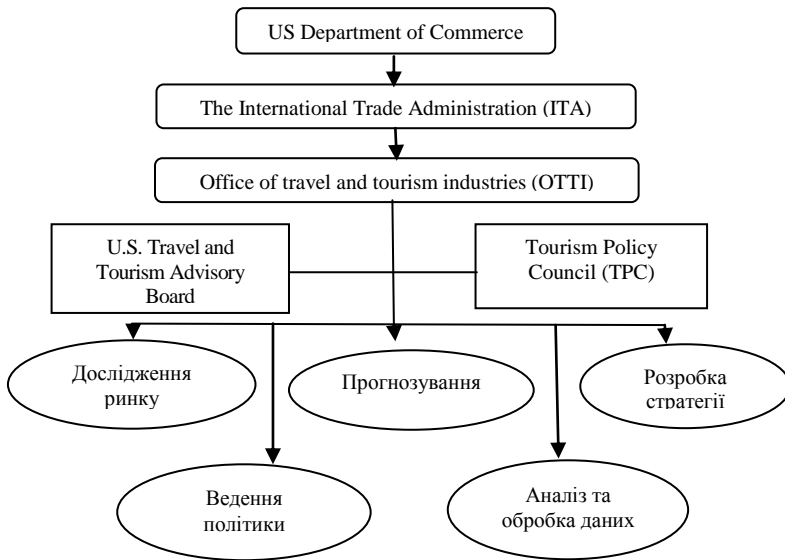 US Department of Commerce
The International Trade Administration (ITA)
Office of travel and tourism industries (OTTI)
U.S. Travel and
Tourism Advisory
Board
Tourism Policy
Council (TPC)
Дослідження
ринку
Прогнозування
Розробка
стратегії
Ведення
політики
Аналіз та
обробка даних